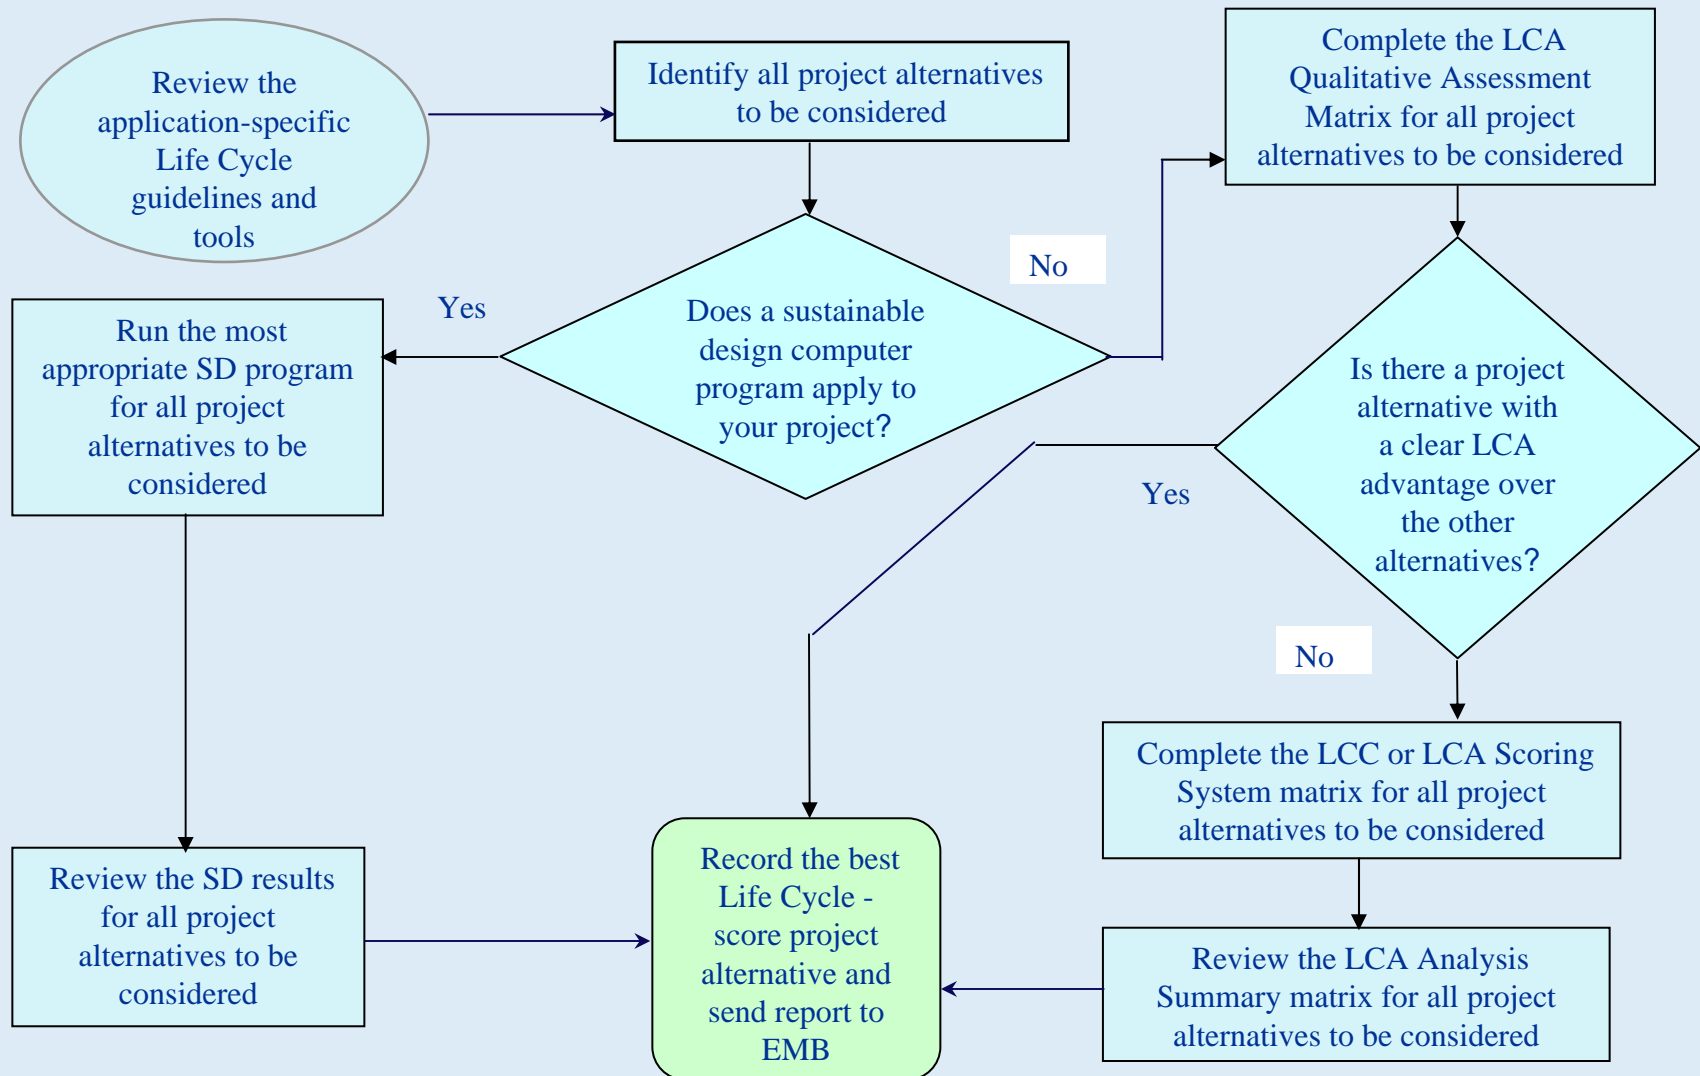 Review the
application-specific
Life Cycle
guidelines and
tools
Identify all project alternatives
to be considered
Complete the LCA
Qualitative Assessment
Matrix for all project
alternatives to be considered
No
Yes
Does a sustainable
design computer
program apply to
your project?
Run the most
appropriate SD program
for all project
alternatives to be
considered
Is there a project
alternative with
a clear LCA
advantage over
the other
alternatives?
Yes
No
Complete the LCC or LCA Scoring
System matrix for all project
alternatives to be considered
Review the SD results
for all project
alternatives to be
considered
Record the best
Life Cycle -
score project
alternative and
send report to
EMB
Review the LCA Analysis
Summary matrix for all project
alternatives to be considered